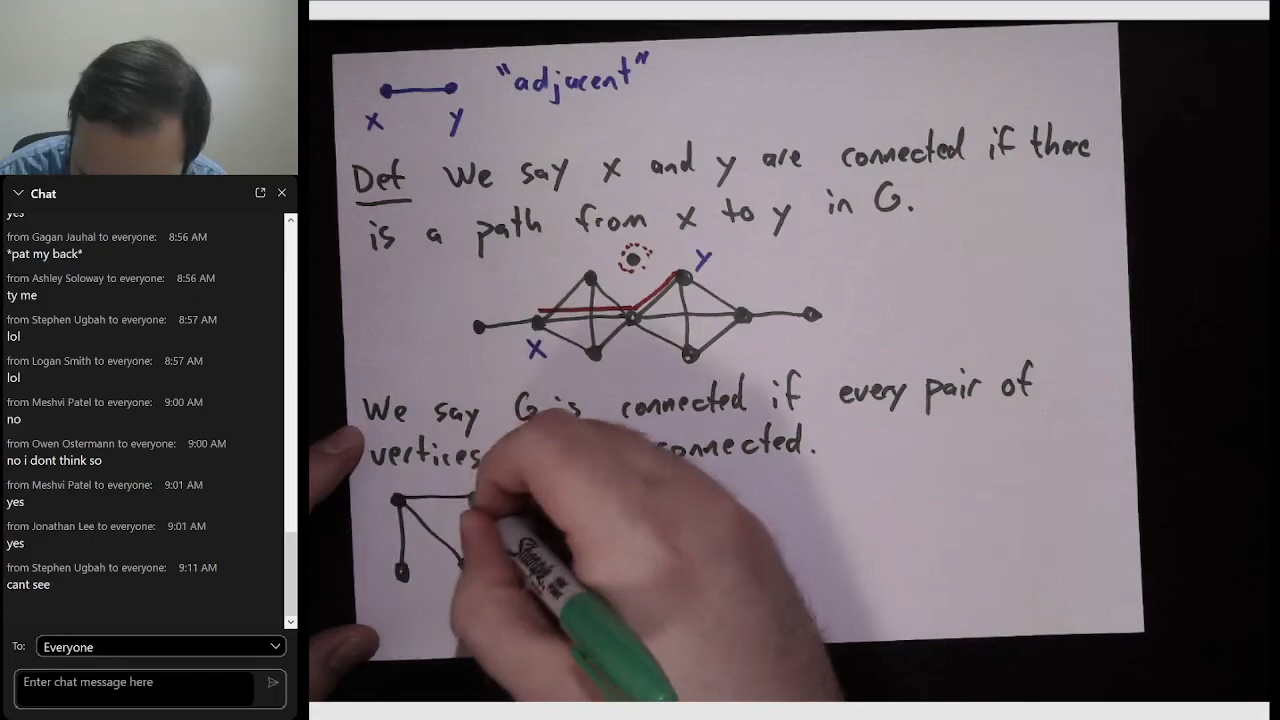 Chat
yes
from Gagan Jauhal to everyone: 8:56 AM
*pat my back*
from Ashley Soloway to everyone: 8:56 AM
ty me
from Stephen Ugbah to everyone: 8:57 AM
lol
from Logan Smith to everyone: 8:57 AM
lol
from Meshvi Patel to everyone: 9:00 AM
no
from Owen Ostermann to everyone: 9:00 AM
no i dont think so
from Meshvi Patel to everyone: 9:01 AM
yes
from Jonathan Lee to everyone: 9:01 AM
yes
from Stephen Ugbah to everyone: 9:11 AM
cant see
To: Everyone
Enter chat message here
"adjacent"
x y
Def We say x and y are connected if there
is a path from x to y in G.
y
x
We say G is connected if every pair of
vertices connected.
Sharpie